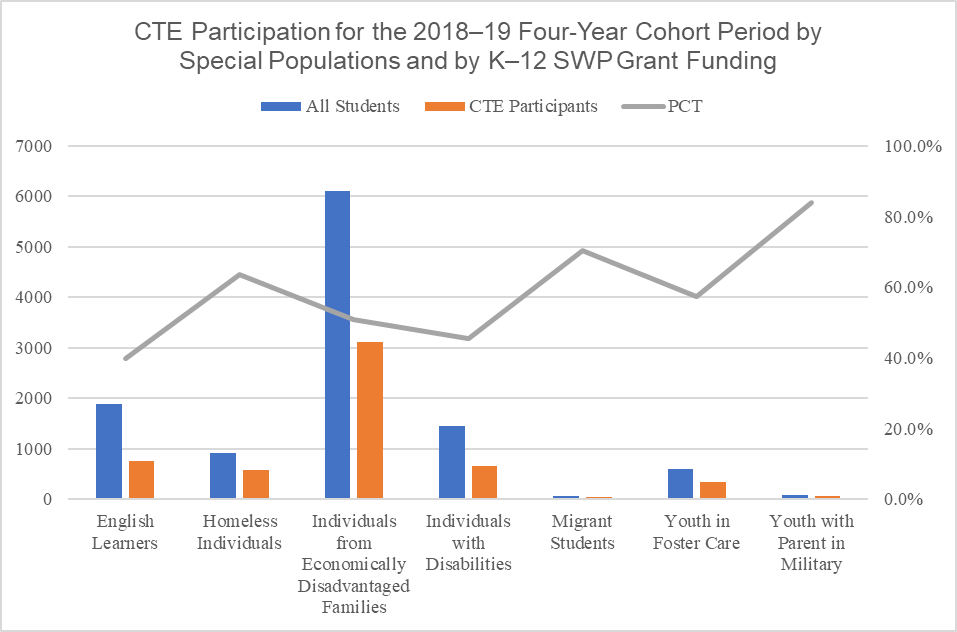 CTE Participation for the 2018–19 Four-Year Cohort Period by
Special Populations and by K–12 SWP Grant Funding
All Students
CTE Participants
PCT
7000
6000
5000
4000
3000
2000
1000
0
100.0%
80.0%
60.0%
40.0%
20.0%
0.0%
English
Learners
Homeless
Individuals
Individuals
from
Economically
Disadvantaged
Families
Individuals
with
Disabilities
Migrant
Students
Youth in
Foster Care
Youth with
Parent in
Military